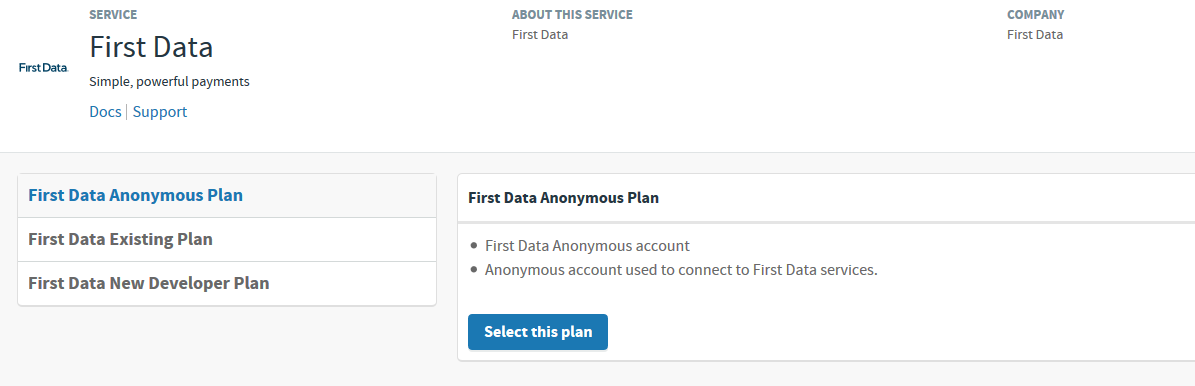 SERVICE
First Data
First Data
Simple, powerful payments
Docs | Support
ABOUT THIS SERVICE
First Data
COMPANY
First Data
First Data Anonymous Plan
First Data Existing Plan
First Data New Developer Plan
First Data Anonymous Plan
First Data Anonymous account
Anonymous account used to connect to First Data services.
Select this plan